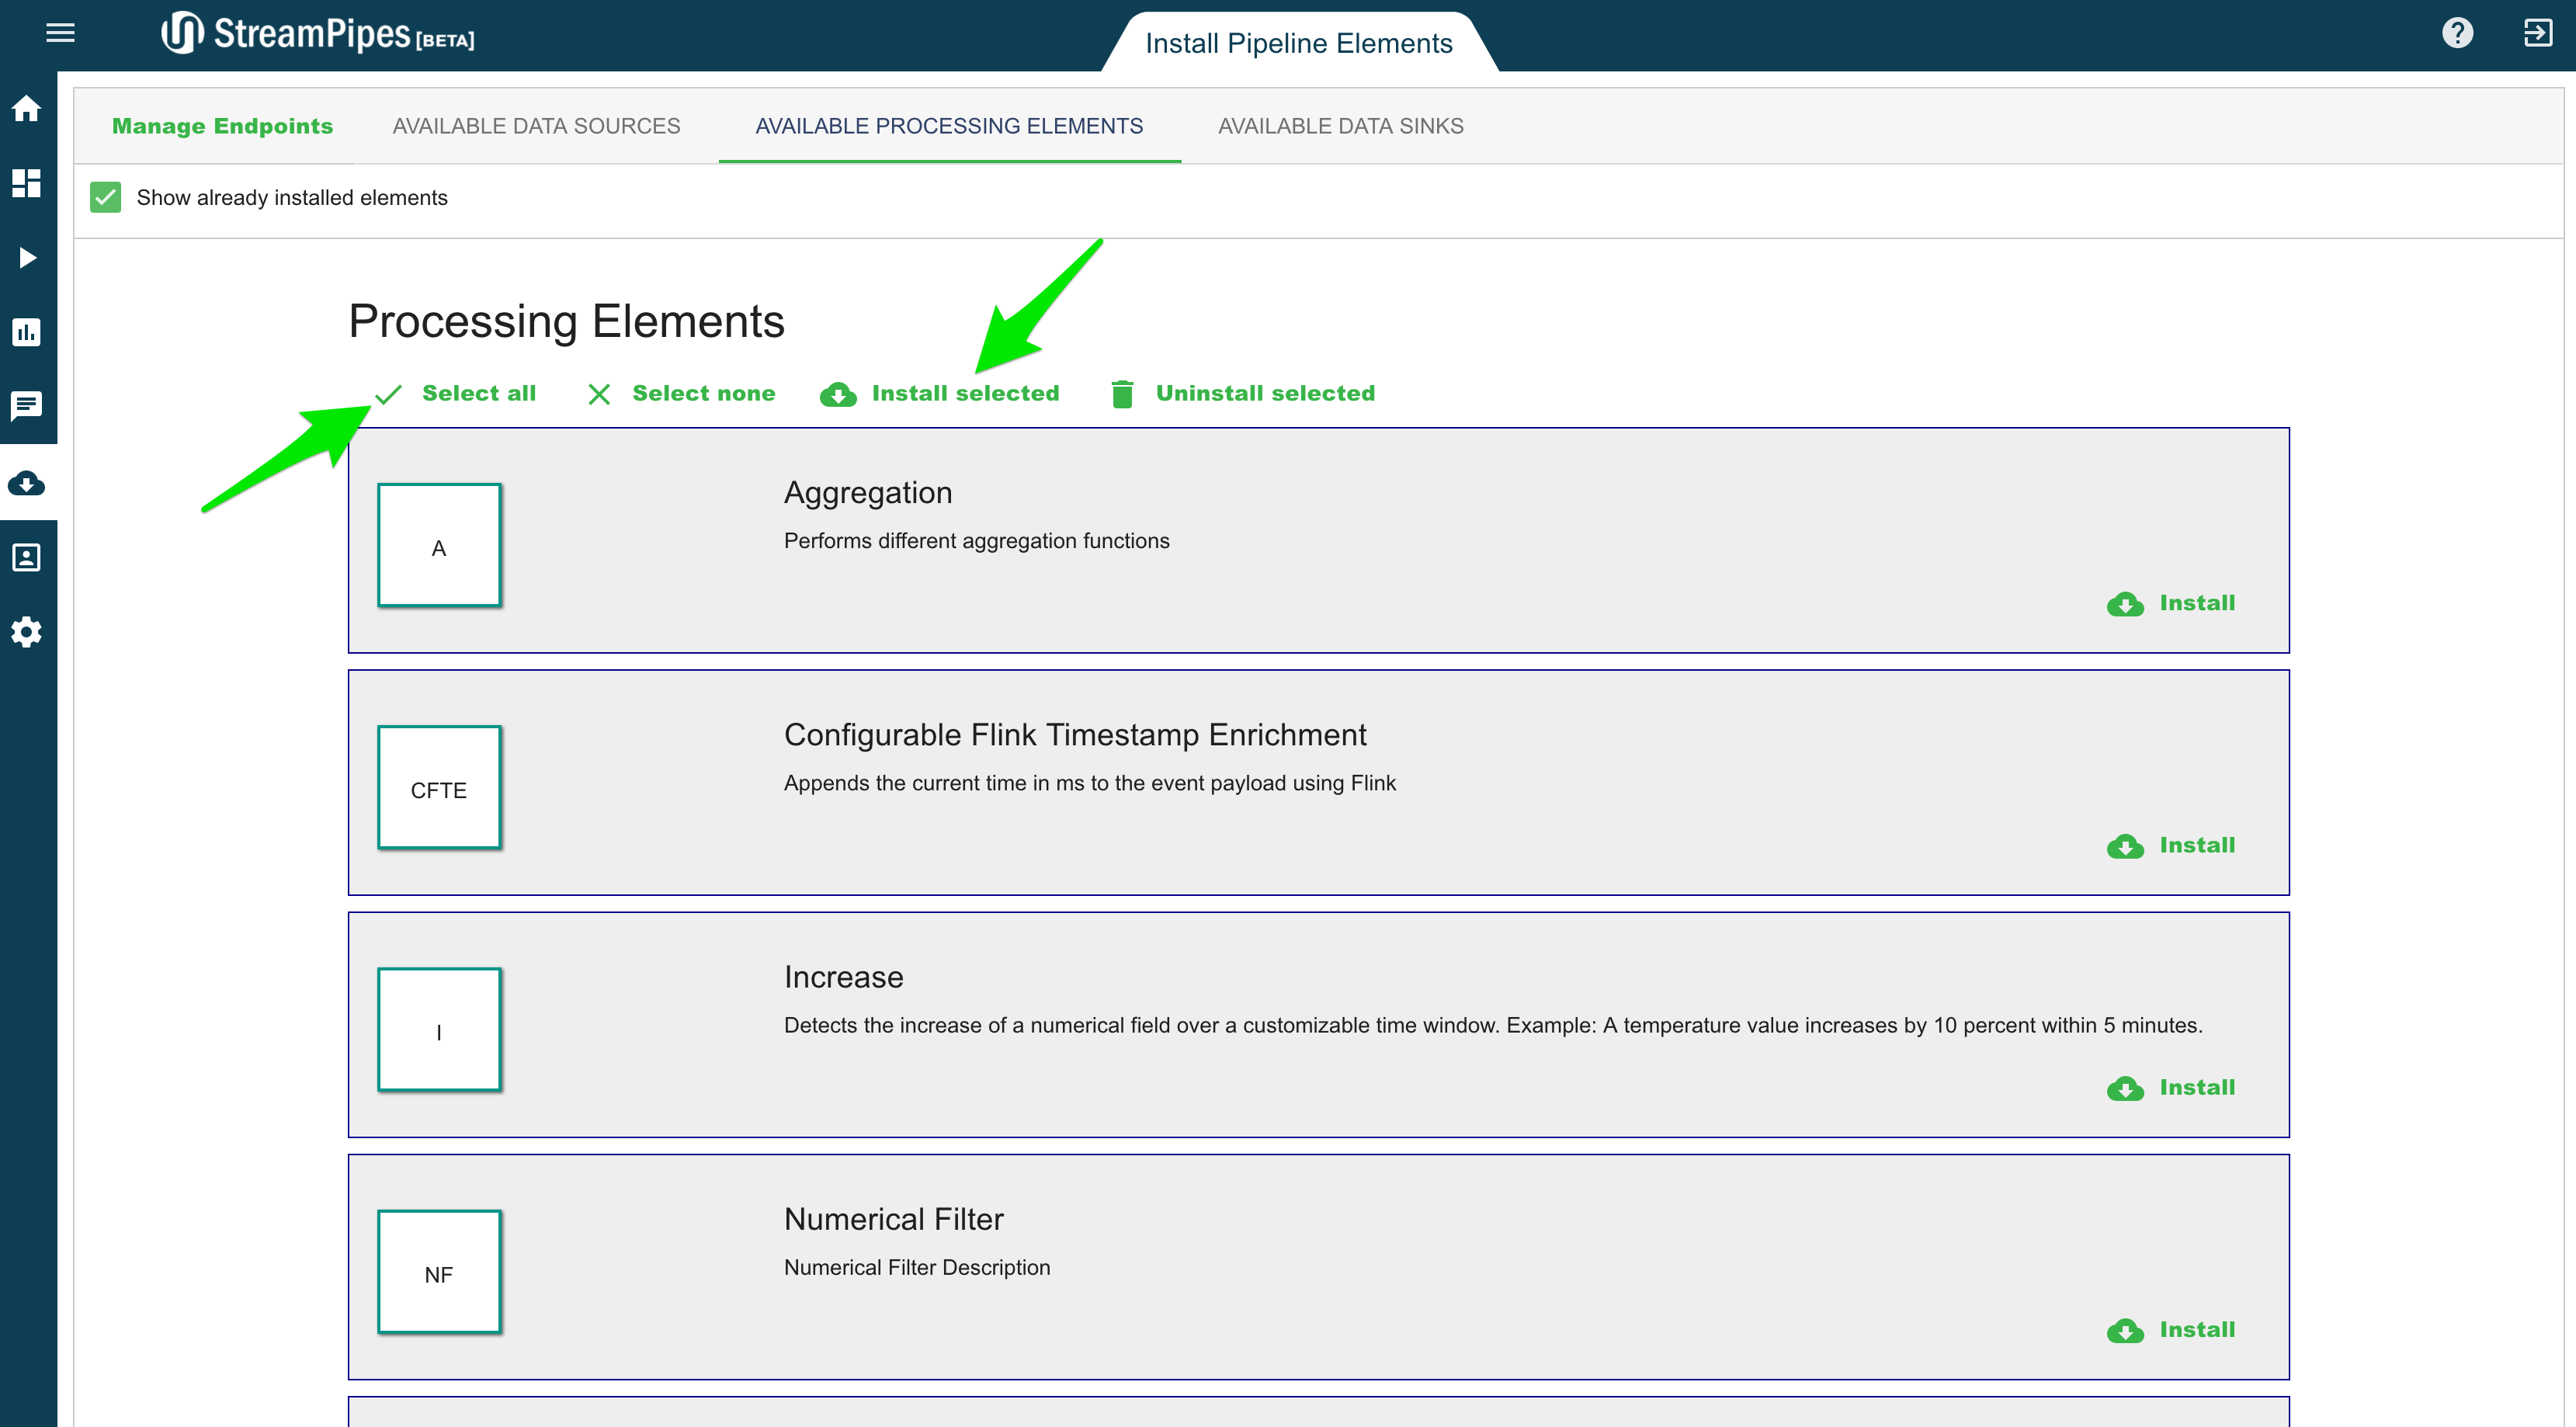 StreamPipes [BETA]
Install Pipeline Elements
Manage Endpoints
AVAILABLE DATA SOURCES
AVAILABLE PROCESSING ELEMENTS
AVAILABLE DATA SINKS
Show already installed elements
Processing Elements
Select all
Select none
Install selected
Uninstall selected
A
Aggregation
Performs different aggregation functions
Install
CFTE
Configurable Flink Timestamp Enrichment
Appends the current time in ms to the event payload using Flink
Install
I
Increase
Detects the increase of a numerical field over a customizable time window. Example: A temperature value increases by 10 percent within 5 minutes.
Install
NF
Numerical Filter
Numerical Filter Description
Install